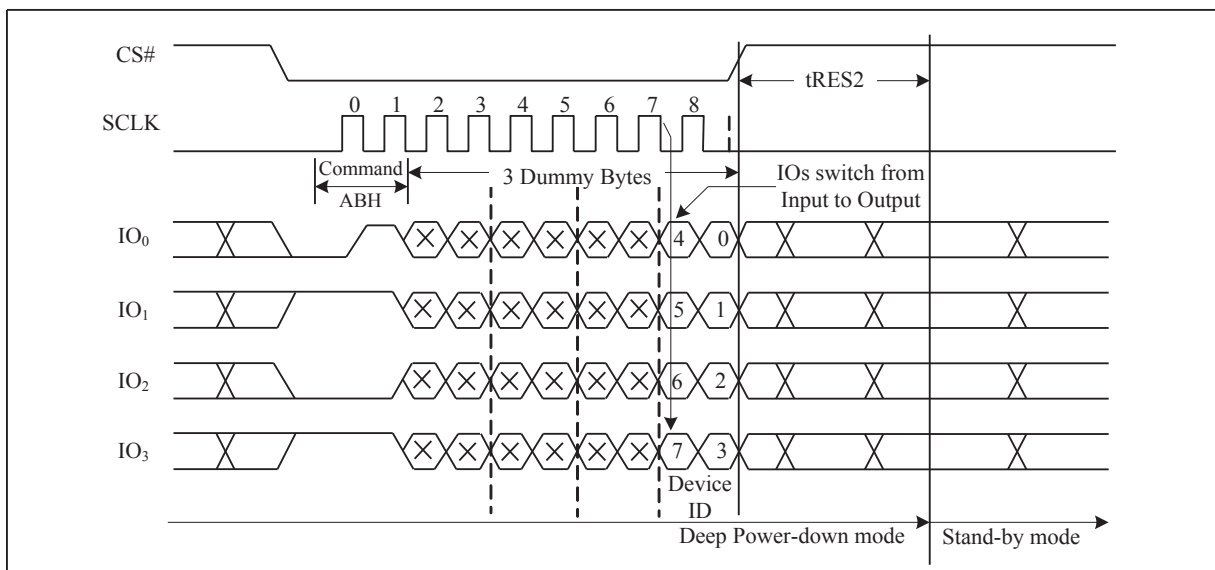 CS#
tRES2
0 1 2 3 4 5 6 7 8
SCLK
Command
ABH
3 Dummy Bytes
IOs switch from
Input to Output
IO₀ 4 0
IO₁ 5 1
IO₂ 6 2
IO₃ 7 3
Device
ID
Deep Power-down mode
Stand-by mode